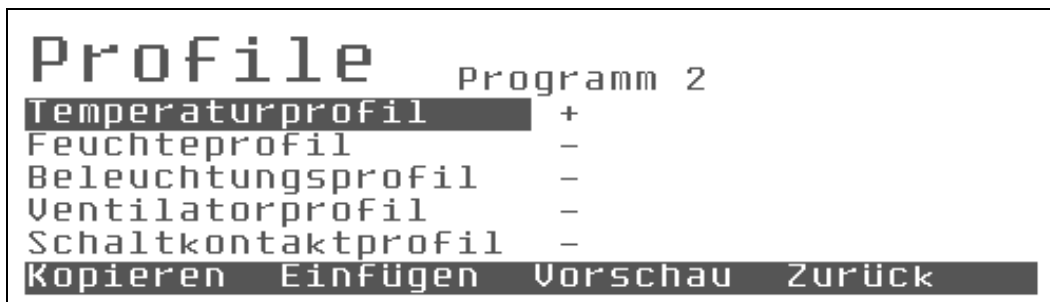 Profile Programm 2
Temperaturprofil +
Feuchteprofil –
Beleuchtungsprofil –
Ventilatorprofil –
Schaltkontaktprofil –
Kopieren Einfügen Vorschau Zurück